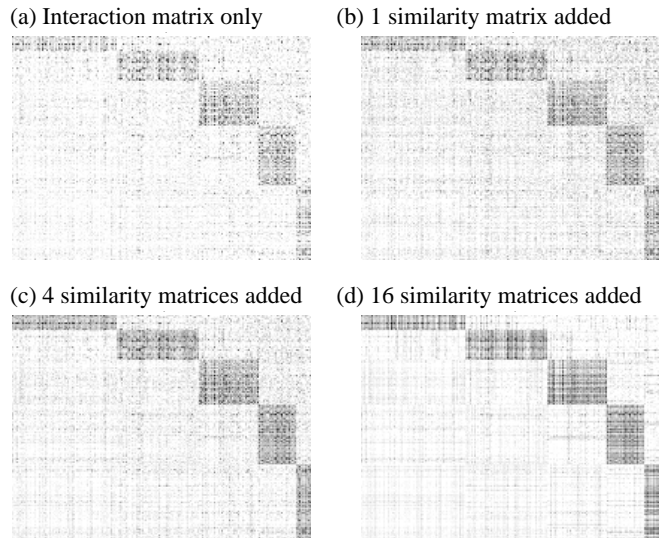 (a) Interaction matrix only
(b) 1 similarity matrix added
(c) 4 similarity matrices added
(d) 16 similarity matrices added